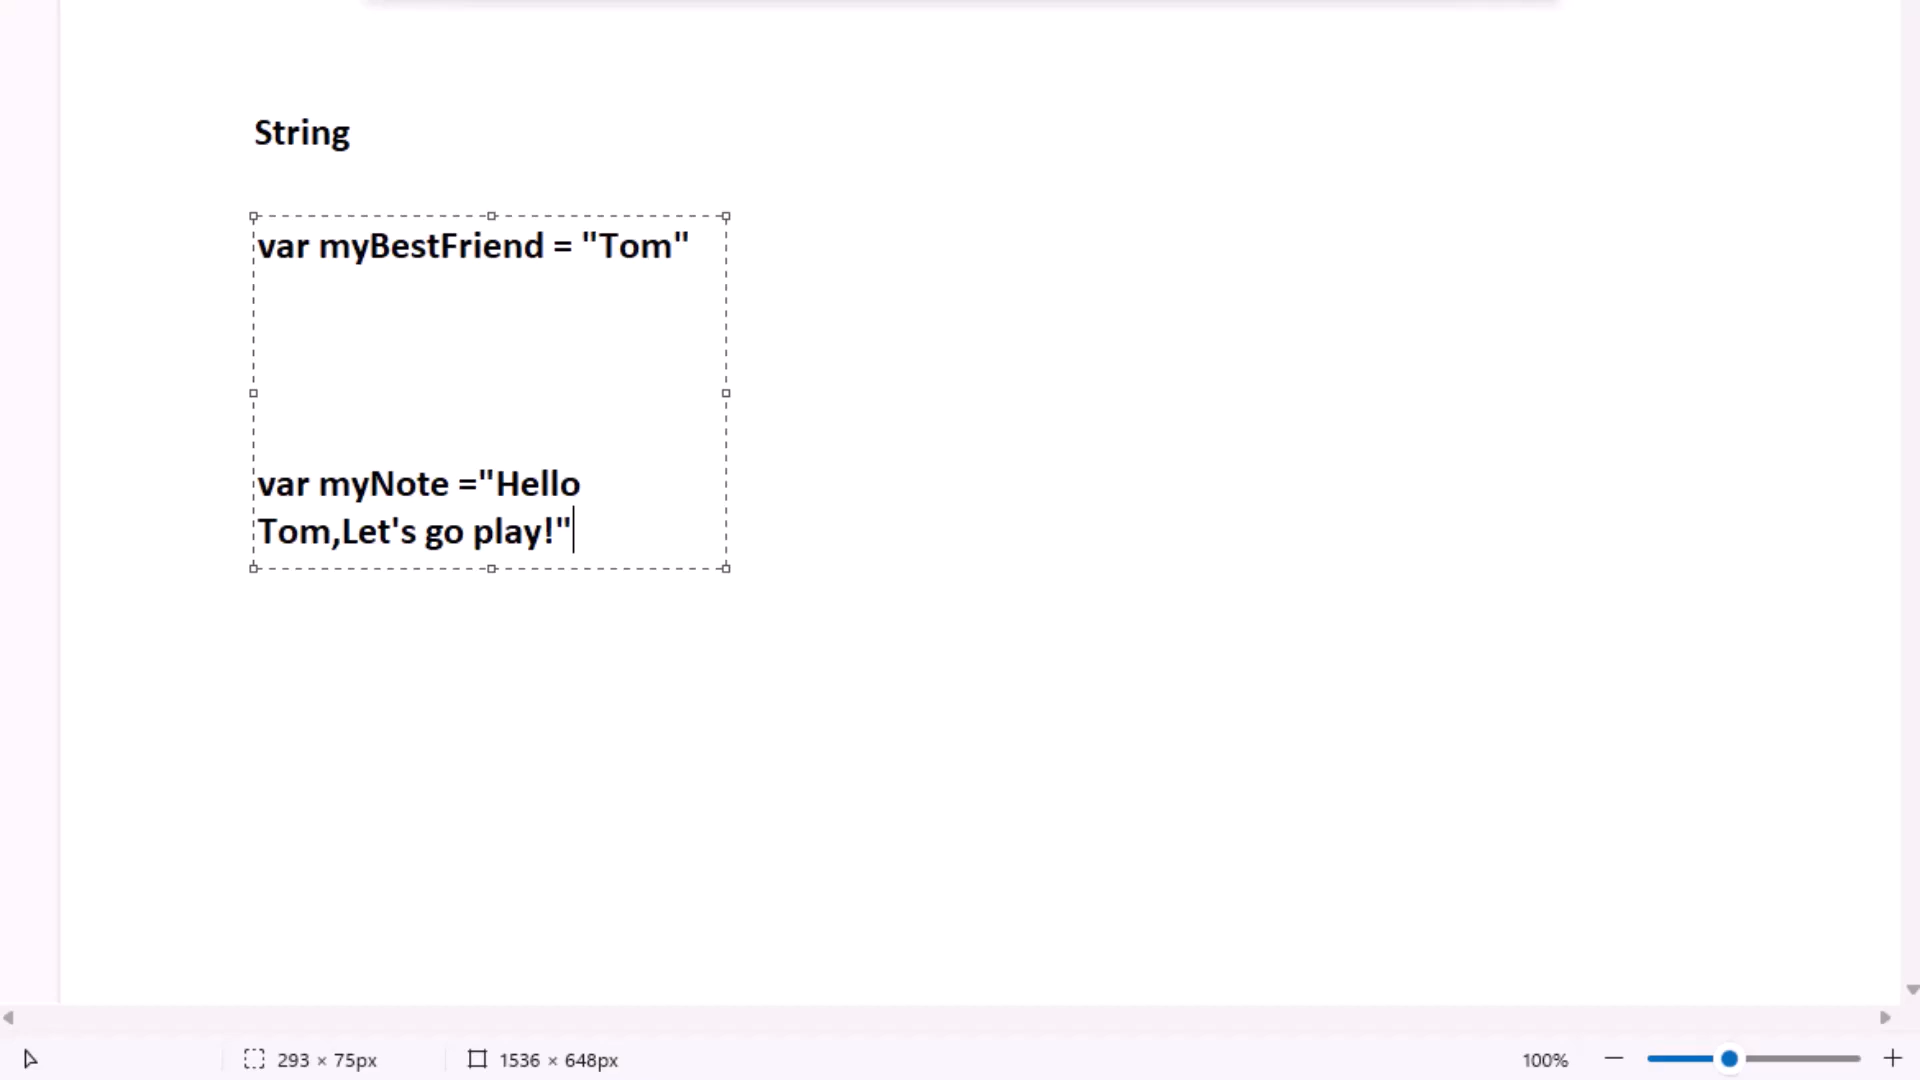 String
var myBestFriend = "Tom"
var myNote ="Hello
Tom,Let's go play!"
293 × 75px
1536 × 648px
100%